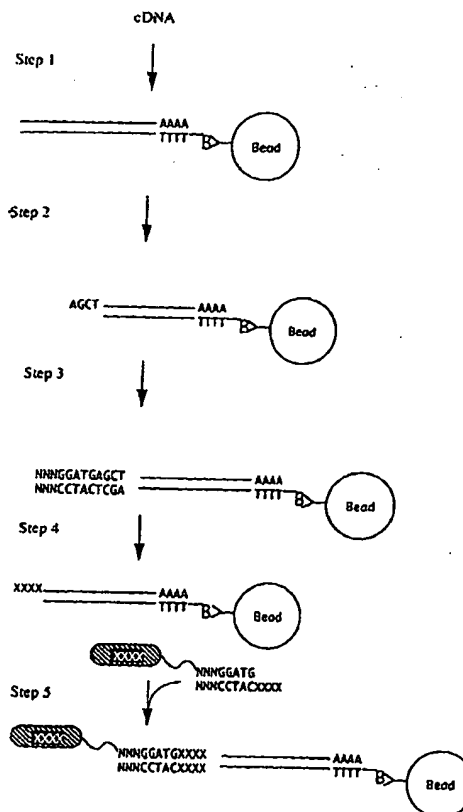 cDNA
Step 1
AAAA
TTTT
B
Bead
Step 2
AGCT
AAAA
TTTT
B
Bead
Step 3
NNNGGATGAGCT
NNNCCTACTCGA
AAAA
TTTT
B
Bead
Step 4
XXXX
AAAA
TTTT
B
Bead
XXXX
NNNGGATG
NNNCCTACXXXX
Step 5
XXXX
NNNGGATGXXXX
NNNCCTACXXXX
AAAA
TTTT
B
Bead